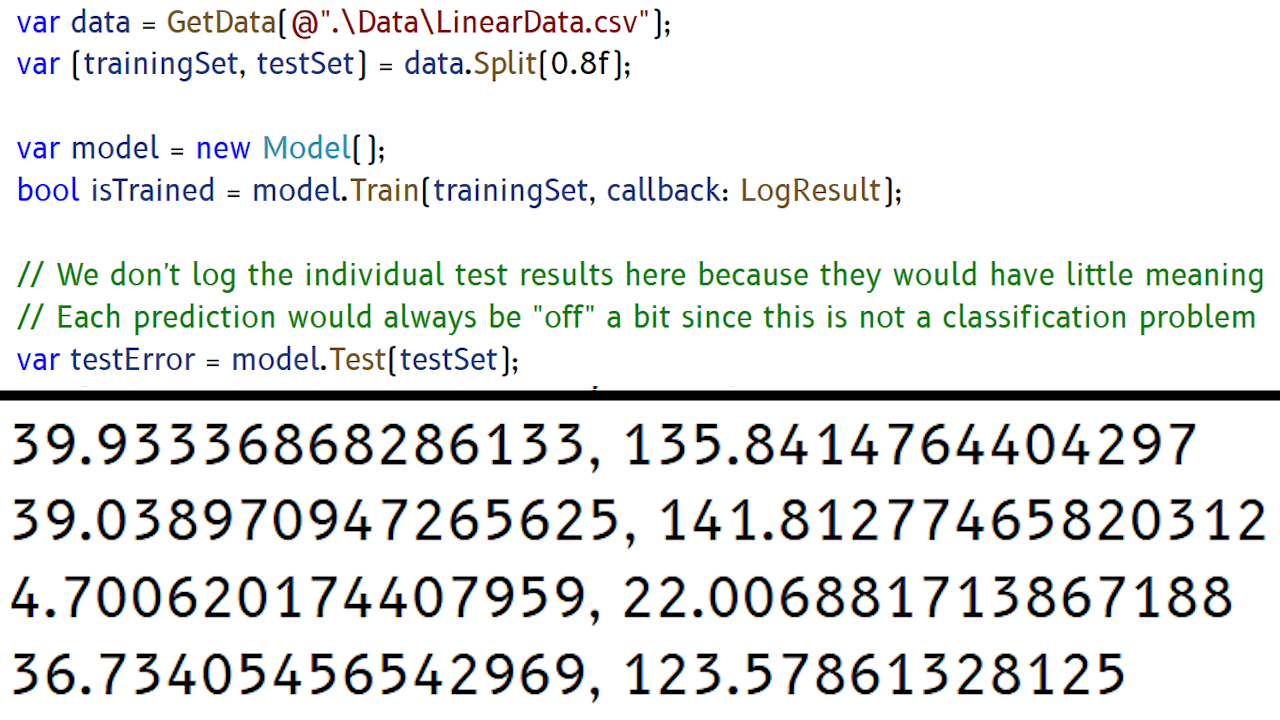 var data = GetData(@".\Data\LinearData.csv");
var (trainingSet, testSet) = data.Split(0.8f);
var model = new Model();
bool isTrained = model.Train(trainingSet, callback: LogResult);
// We don't log the individual test results here because they would have little meaning
// Each prediction would always be "off" a bit since this is not a classification problem
var testError = model.Test(testSet);
39.93336868286133, 135.8414764404297
39.038970947265625, 141.81277465820312
4.700620174407959, 22.006881713867188
36.73405456542969, 123.57861328125